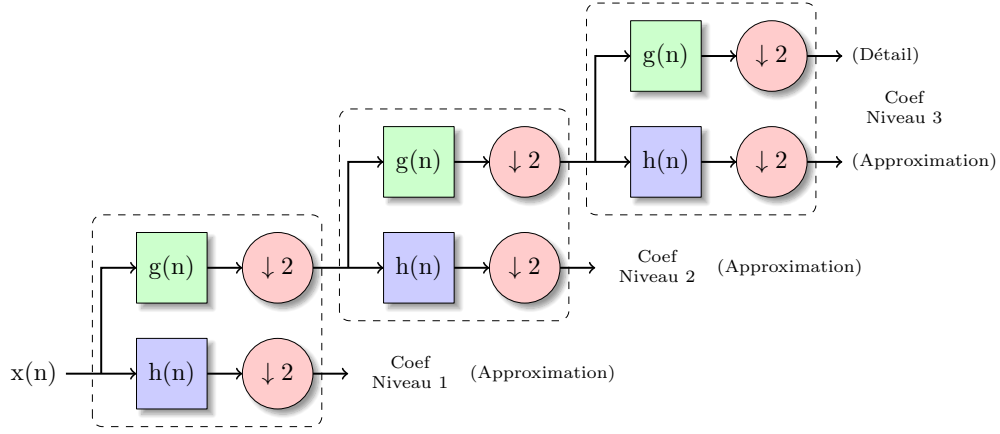 g(n)
↓ 2
(Détail)
Coef
Niveau 3
g(n)
↓ 2
h(n)
↓ 2
(Approximation)
g(n)
↓ 2
h(n)
↓ 2
Coef
Niveau 2
(Approximation)
x(n)
h(n)
↓ 2
Coef
Niveau 1
(Approximation)